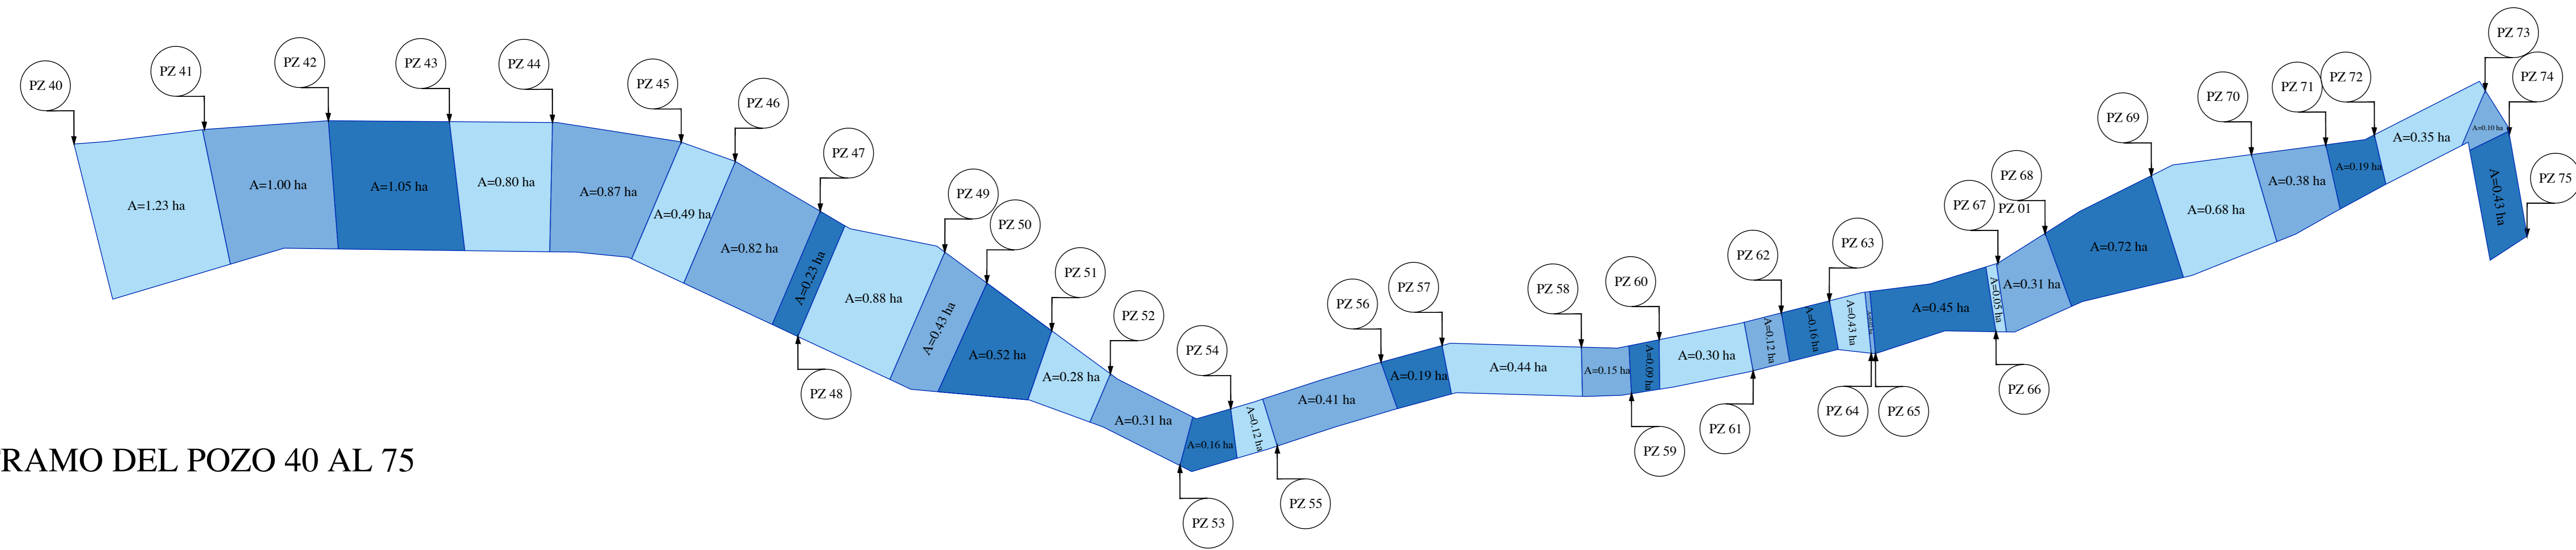 PZ 40
PZ 41
PZ 42
PZ 43
PZ 44
PZ 45
PZ 46
PZ 47
PZ 48
PZ 49
PZ 50
PZ 51
PZ 52
PZ 53
PZ 54
PZ 55
PZ 56
PZ 57
PZ 58
PZ 59
PZ 60
PZ 61
PZ 62
PZ 63
PZ 64
PZ 65
PZ 66
PZ 67
PZ 01
PZ 68
PZ 69
PZ 70
PZ 71
PZ 72
PZ 73
PZ 74
PZ 75
A=1.23 ha
A=1.00 ha
A=1.05 ha
A=0.80 ha
A=0.87 ha
A=0.49 ha
A=0.82 ha
A=0.23 ha
A=0.88 ha
A=0.43 ha
A=0.52 ha
A=0.28 ha
A=0.31 ha
A=0.16 ha
A=0.12 ha
A=0.41 ha
A=0.19 ha
A=0.44 ha
A=0.15 ha
A=0.09 ha
A=0.30 ha
A=0.12 ha
A=0.16 ha
A=0.43 ha
A=0.45 ha
A=0.05 ha
A=0.31 ha
A=0.72 ha
A=0.68 ha
A=0.38 ha
A=0.19 ha
A=0.35 ha
A=0.10 ha
A=0.43 ha
RAMO DEL POZO 40 AL 75